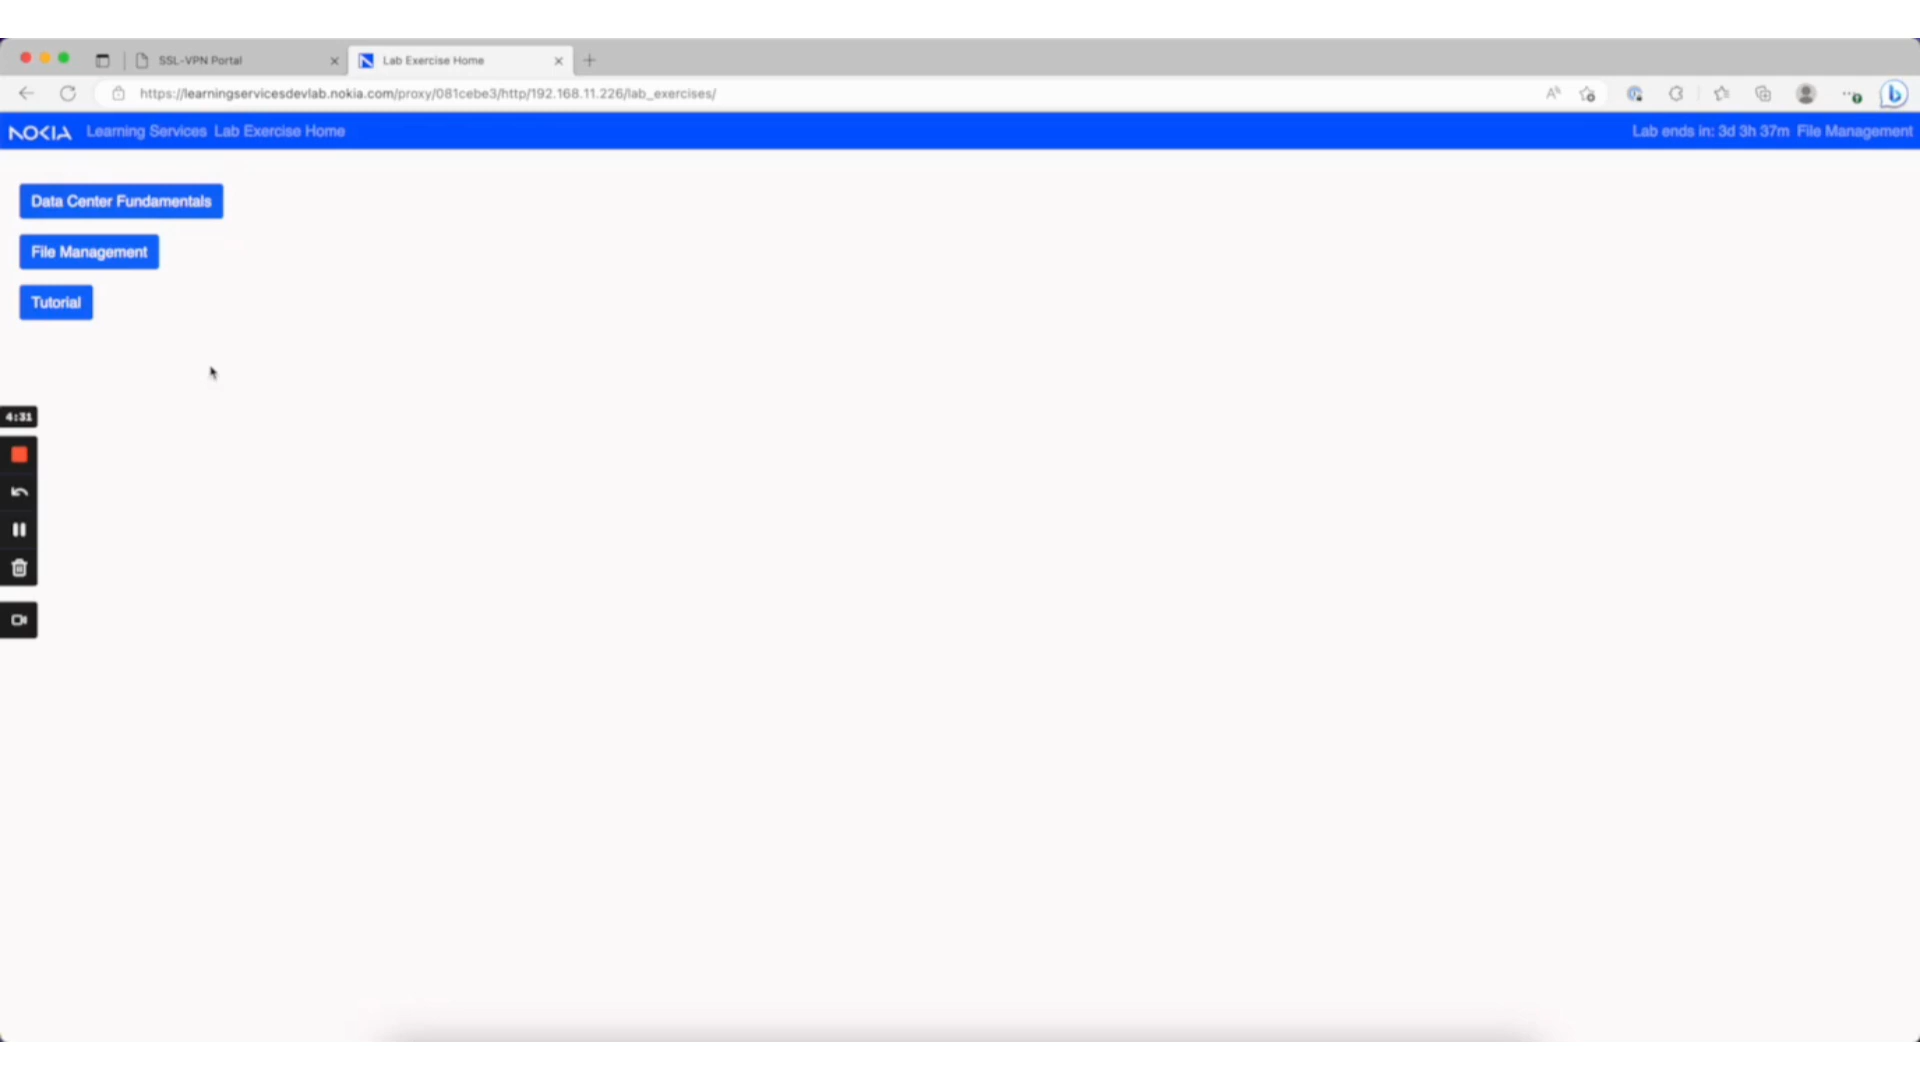 SSL-VPN Portal
Lab Exercise Home
https://learningservicesdevlab.nokia.com/proxy/081cebe3/http/192.168.11.226/lab_exercises/
NOKIA Learning Services Lab Exercise Home
Lab ends in: 3d 3h 37m File Management
Data Center Fundamentals
File Management
Tutorial
4:31